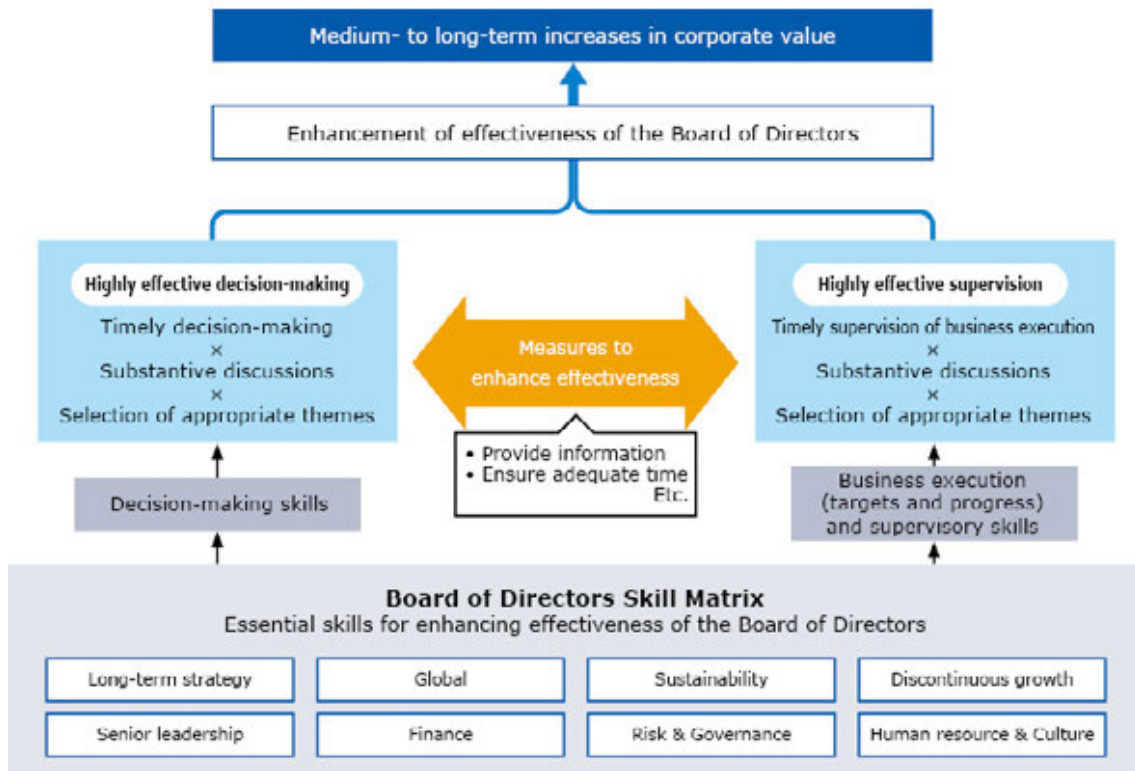 Medium- to long-term increases in corporate value
Enhancement of effectiveness of the Board of Directors
Highly effective decision-making
Timely decision-making
×
Substantive discussions
×
Selection of appropriate themes
Measures to
enhance effectiveness
• Provide information
• Ensure adequate time
Etc.
Highly effective supervision
Timely supervision of business execution
×
Substantive discussions
×
Selection of appropriate themes
Decision-making skills
Business execution
(targets and progress)
and supervisory skills
Board of Directors Skill Matrix
Essential skills for enhancing effectiveness of the Board of Directors
Long-term strategy
Global
Sustainability
Discontinuous growth
Senior leadership
Finance
Risk & Governance
Human resource & Culture